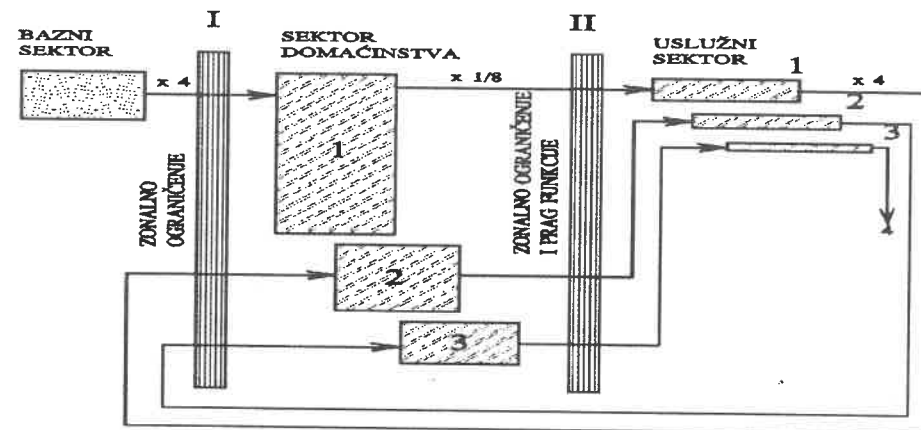 I
II
BAZNI
SEKTOR
SEKTOR
DOMAĆINSTVA
USLUŽNI
SEKTOR
x 4
x 1/8
1
x 4
2
3
1
ZONALNO
OGRANIČENJE
ZONALNO OGRANIČENJE
I PRAG FUNKCIJE
4
2
3